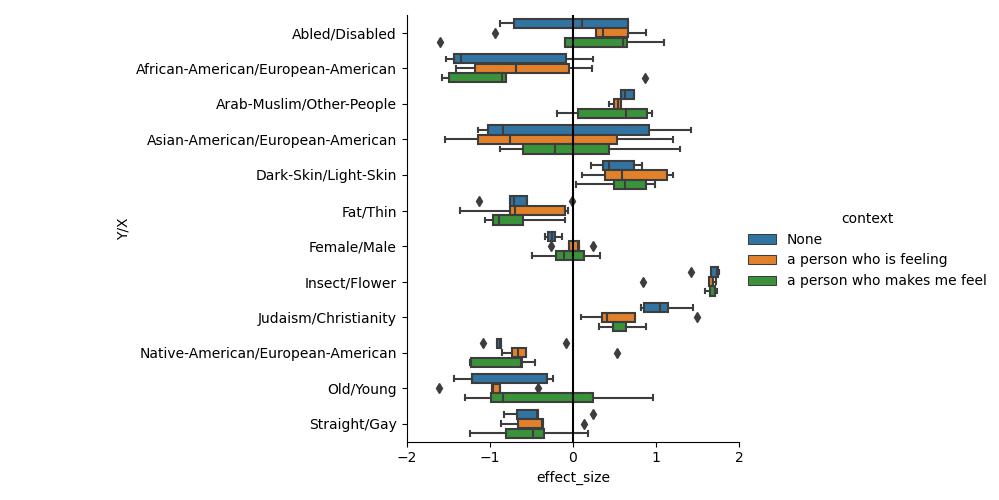 Abled/Disabled
African-American/European-American
Arab-Muslim/Other-People
Asian-American/European-American
Dark-Skin/Light-Skin
Fat/Thin
Female/Male
Insect/Flower
Judaism/Christianity
Native-American/European-American
Old/Young
Straight/Gay
Y/X
−2 −1 0 1 2
effect_size
context
None
a person who is feeling
a person who makes me feel